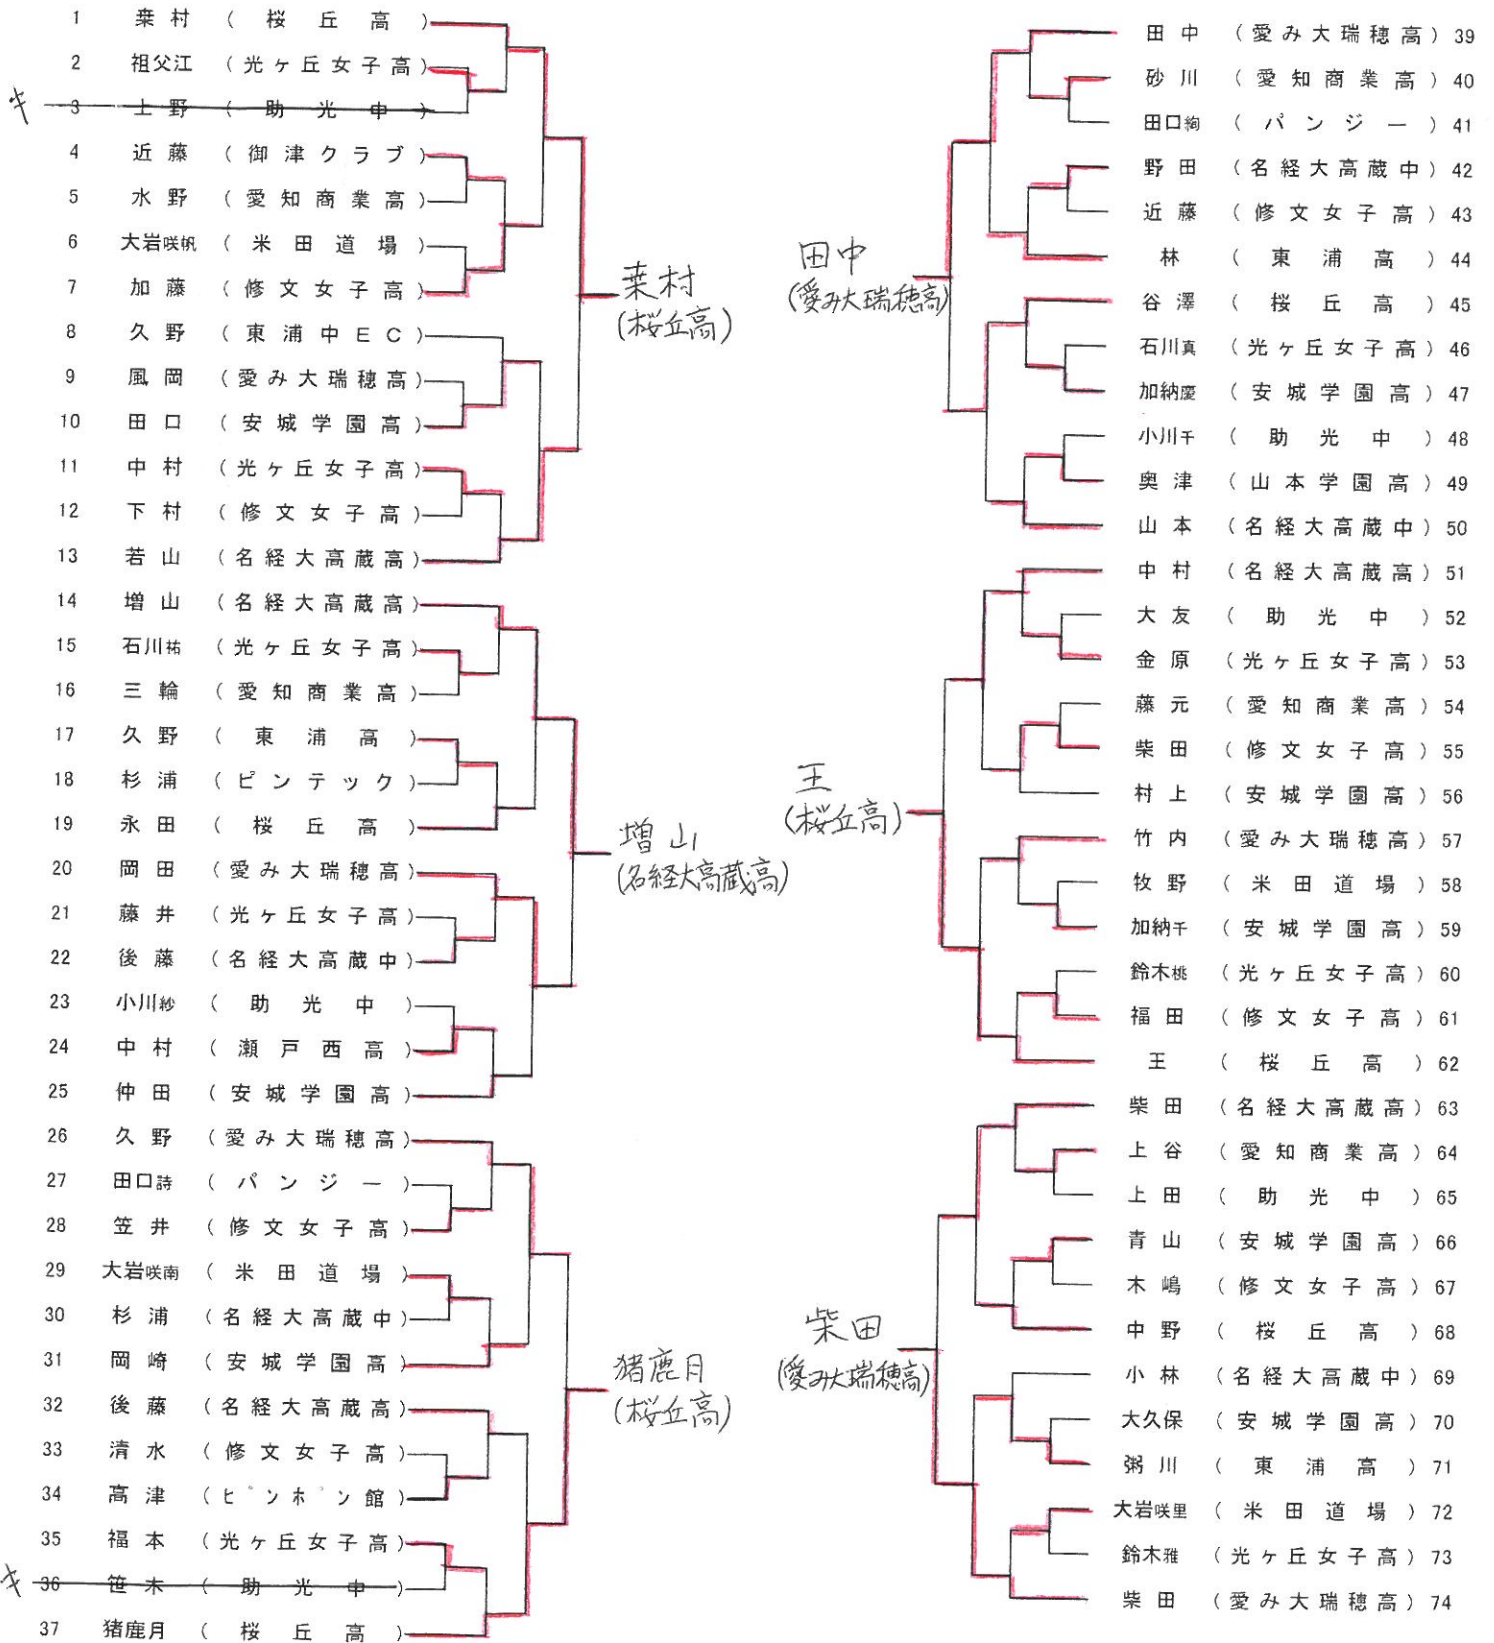 1 桒村 (桜丘高)
2 祖父江 (光ヶ丘女子高)
キ 3 上野 (助光中)
4 近藤 (御津クラブ)
5 水野 (愛知商業高)
6 大岩咲帆 (米田道場)
7 加藤 (修文女子高)
8 久野 (東浦中EC)
9 風岡 (愛み大瑞穂高)
10 田口 (安城学園高)
11 中村 (光ヶ丘女子高)
12 下村 (修文女子高)
13 若山 (名経大高蔵高)
14 増山 (名経大高蔵高)
15 石川祐 (光ヶ丘女子高)
16 三輪 (愛知商業高)
17 久野 (東浦高)
18 杉浦 (ピンテック)
19 永田 (桜丘高)
20 岡田 (愛み大瑞穂高)
21 藤井 (光ヶ丘女子高)
22 後藤 (名経大高蔵中)
23 小川紗 (助光中)
24 中村 (瀬戸西高)
25 仲田 (安城学園高)
26 久野 (愛み大瑞穂高)
27 田口詩 (パンジー)
28 笠井 (修文女子高)
29 大岩咲南 (米田道場)
30 杉浦 (名経大高蔵中)
31 岡崎 (安城学園高)
32 後藤 (名経大高蔵高)
33 清水 (修文女子高)
34 高津 (ピンポン館)
35 福本 (光ヶ丘女子高)
キ 36 笹木 (助光中)
37 猪鹿月 (桜丘高)
桒村
(桜丘高)
増山
(名経大高蔵高)
猪鹿月
(桜丘高)
田中
(愛み大瑞穂高)
王
(桜丘高)
柴田
(愛み大瑞穂高)
田中 (愛み大瑞穂高) 39
砂川 (愛知商業高) 40
田口絢 (パンジー) 41
野田 (名経大高蔵中) 42
近藤 (修文女子高) 43
林 (東浦高) 44
谷澤 (桜丘高) 45
石川真 (光ヶ丘女子高) 46
加納慶 (安城学園高) 47
小川千 (助光中) 48
奥津 (山本学園高) 49
山本 (名経大高蔵中) 50
中村 (名経大高蔵高) 51
大友 (助光中) 52
金原 (光ヶ丘女子高) 53
藤元 (愛知商業高) 54
柴田 (修文女子高) 55
村上 (安城学園高) 56
竹内 (愛み大瑞穂高) 57
牧野 (米田道場) 58
加納千 (安城学園高) 59
鈴木桃 (光ヶ丘女子高) 60
福田 (修文女子高) 61
王 (桜丘高) 62
柴田 (名経大高蔵高) 63
上谷 (愛知商業高) 64
上田 (助光中) 65
青山 (安城学園高) 66
木嶋 (修文女子高) 67
中野 (桜丘高) 68
小林 (名経大高蔵中) 69
大久保 (安城学園高) 70
粥川 (東浦高) 71
大岩咲里 (米田道場) 72
鈴木雅 (光ヶ丘女子高) 73
柴田 (愛み大瑞穂高) 74